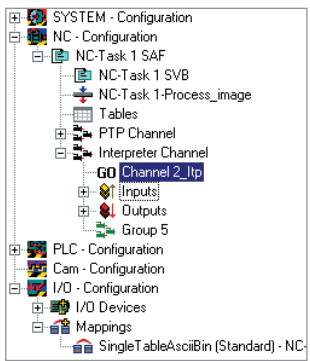 SYSTEM - Configuration
NC - Configuration
NC-Task 1 SAF
NC-Task 1 SVB
NC-Task 1-Process_image
Tables
PTP Channel
Interpreter Channel
GO Channel 2_Itp
Inputs
Outputs
Group 5
PLC - Configuration
Cam - Configuration
I/O - Configuration
I/O Devices
Mappings
SingleTableAsciiBin (Standard) - NC-